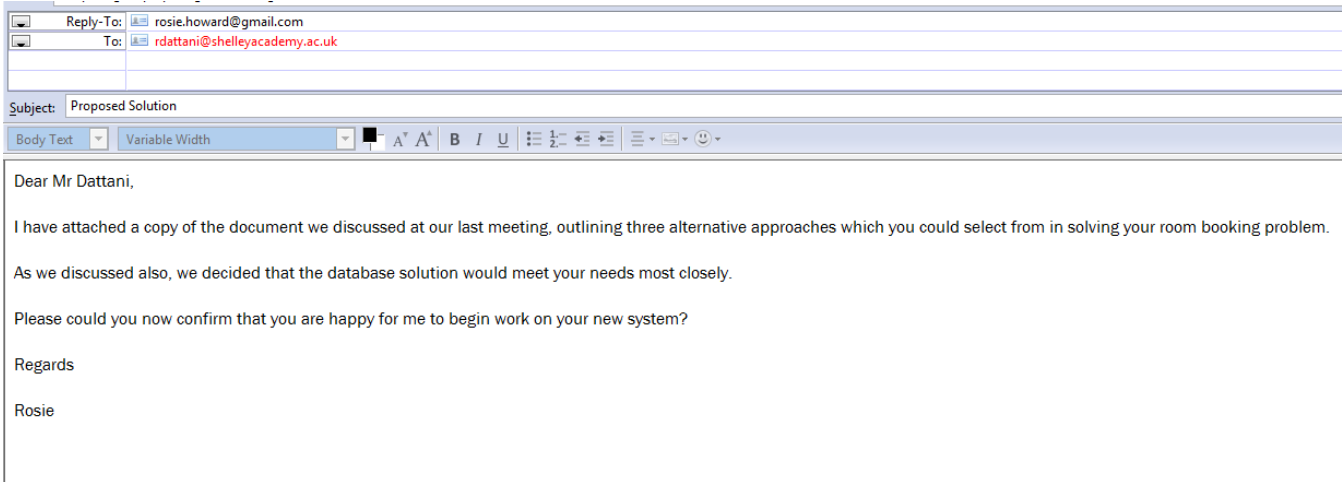 Reply-To: rosie.howard@gmail.com
To: rdattani@shelleyacademy.ac.uk
Subject: Proposed Solution
Body Text Variable Width A A B I U
Dear Mr Dattani,
I have attached a copy of the document we discussed at our last meeting, outlining three alternative approaches which you could select from in solving your room booking problem.
As we discussed also, we decided that the database solution would meet your needs most closely.
Please could you now confirm that you are happy for me to begin work on your new system?
Regards
Rosie